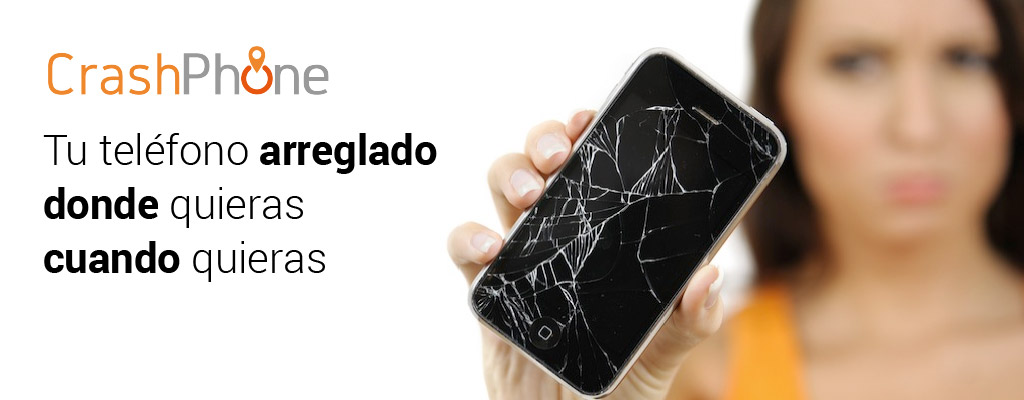 CrashPhone
Tu teléfono arreglado
donde quieras
cuando quieras